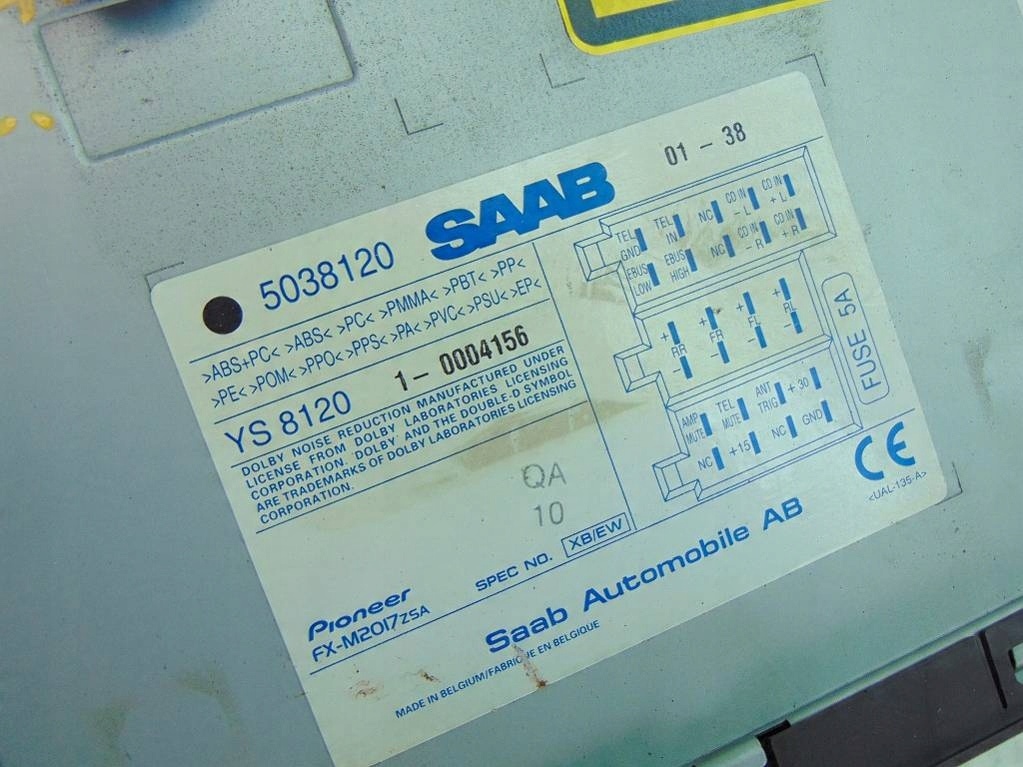 01 - 38
SAAB
5038120
>ABS+PC< >ABS< >PC< >PMMA< >PBT< >PP<
>PE< >POM< >PPO< >PPS< >PA< >PVC< >PSU< >EP<
YS 8120 1- 0004156
DOLBY NOISE REDUCTION MANUFACTURED UNDER
LICENSE FROM DOLBY LABORATORIES LICENSING
CORPORATION. DOLBY AND THE DOUBLE-D SYMBOL
ARE TRADEMARKS OF DOLBY LABORATORIES LICENSING
CORPORATION.
QA
10
SPEC NO. XB/EW
Pioneer
FX-M2017ZSA
Saab Automobile AB
MADE IN BELGIUM/FABRIQUE EN BELGIQUE
TEL GND TEL IN NC CD IN - L CD IN + L
EBUS LOW EBUS HIGH NC CD IN - R CD IN + R
+ + + +
RR FR FL RL
- - - -
AMP MUTE TEL MUTE ANT TRIG +30
NC +15 NC GND
FUSE 5A
CE
<UAL-135-A>